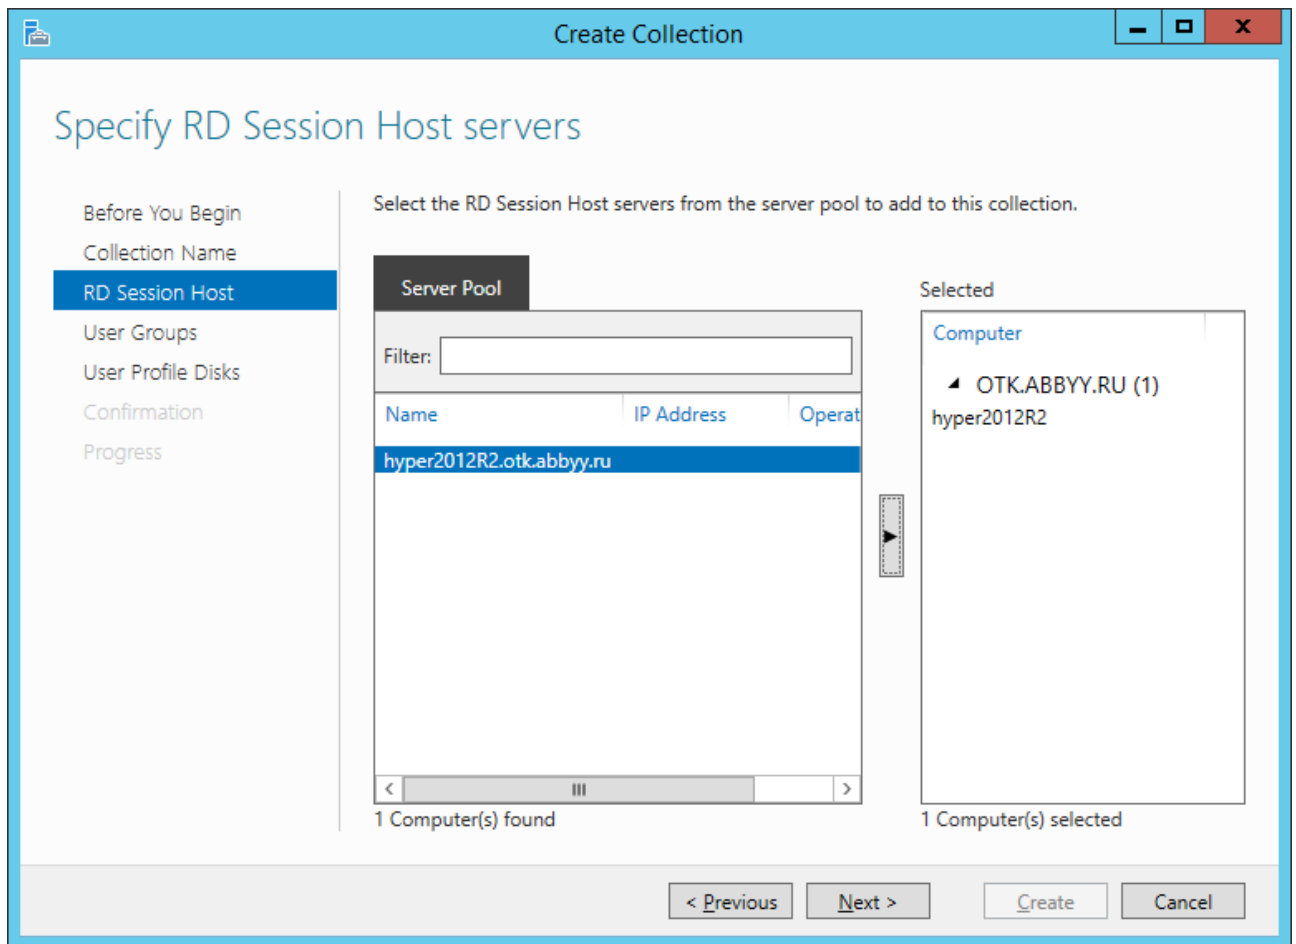 Create Collection
Specify RD Session Host servers
Before You Begin
Collection Name
RD Session Host
User Groups
User Profile Disks
Confirmation
Progress
Select the RD Session Host servers from the server pool to add to this collection.
Server Pool
Filter:
Name IP Address Operat
hyper2012R2.otk.abbyy.ru
1 Computer(s) found
Selected
Computer
OTK.ABBYY.RU (1)
hyper2012R2
1 Computer(s) selected
< Previous Next > Create Cancel